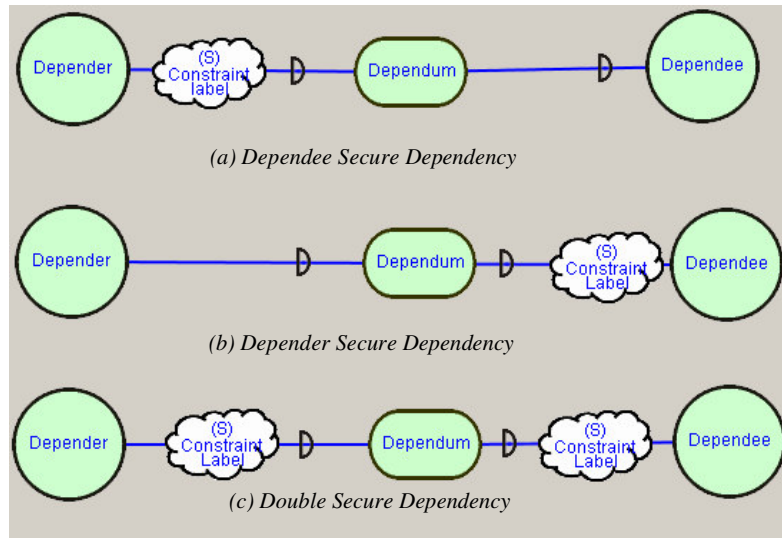 Depender
(S)
Constraint
label
Dependum
Dependee
(a) Dependee Secure Dependency
Depender
Dependum
(S)
Constraint
Label
Dependee
(b) Depender Secure Dependency
Depender
(S)
Constraint
Label
Dependum
(S)
Constraint
Label
Dependee
(c) Double Secure Dependency